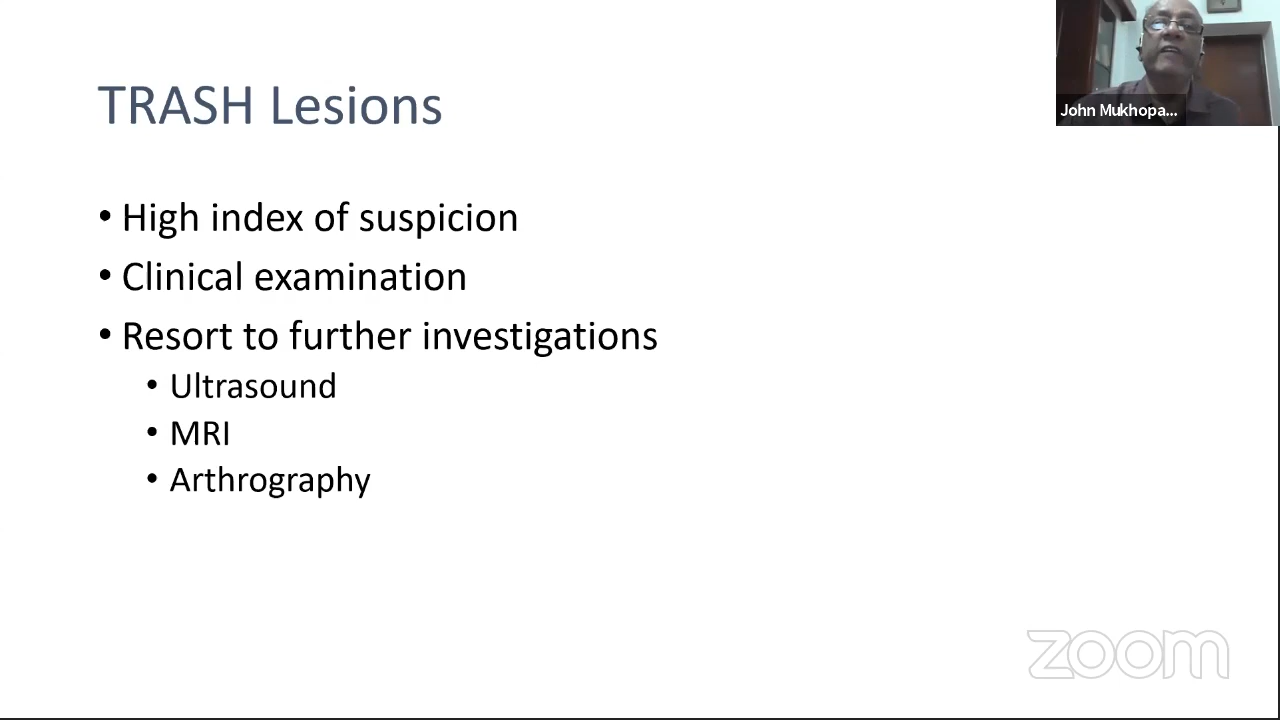 TRASH Lesions
John Mukhopa...
• High index of suspicion
• Clinical examination
• Resort to further investigations
• Ultrasound
• MRI
• Arthrography
zoom